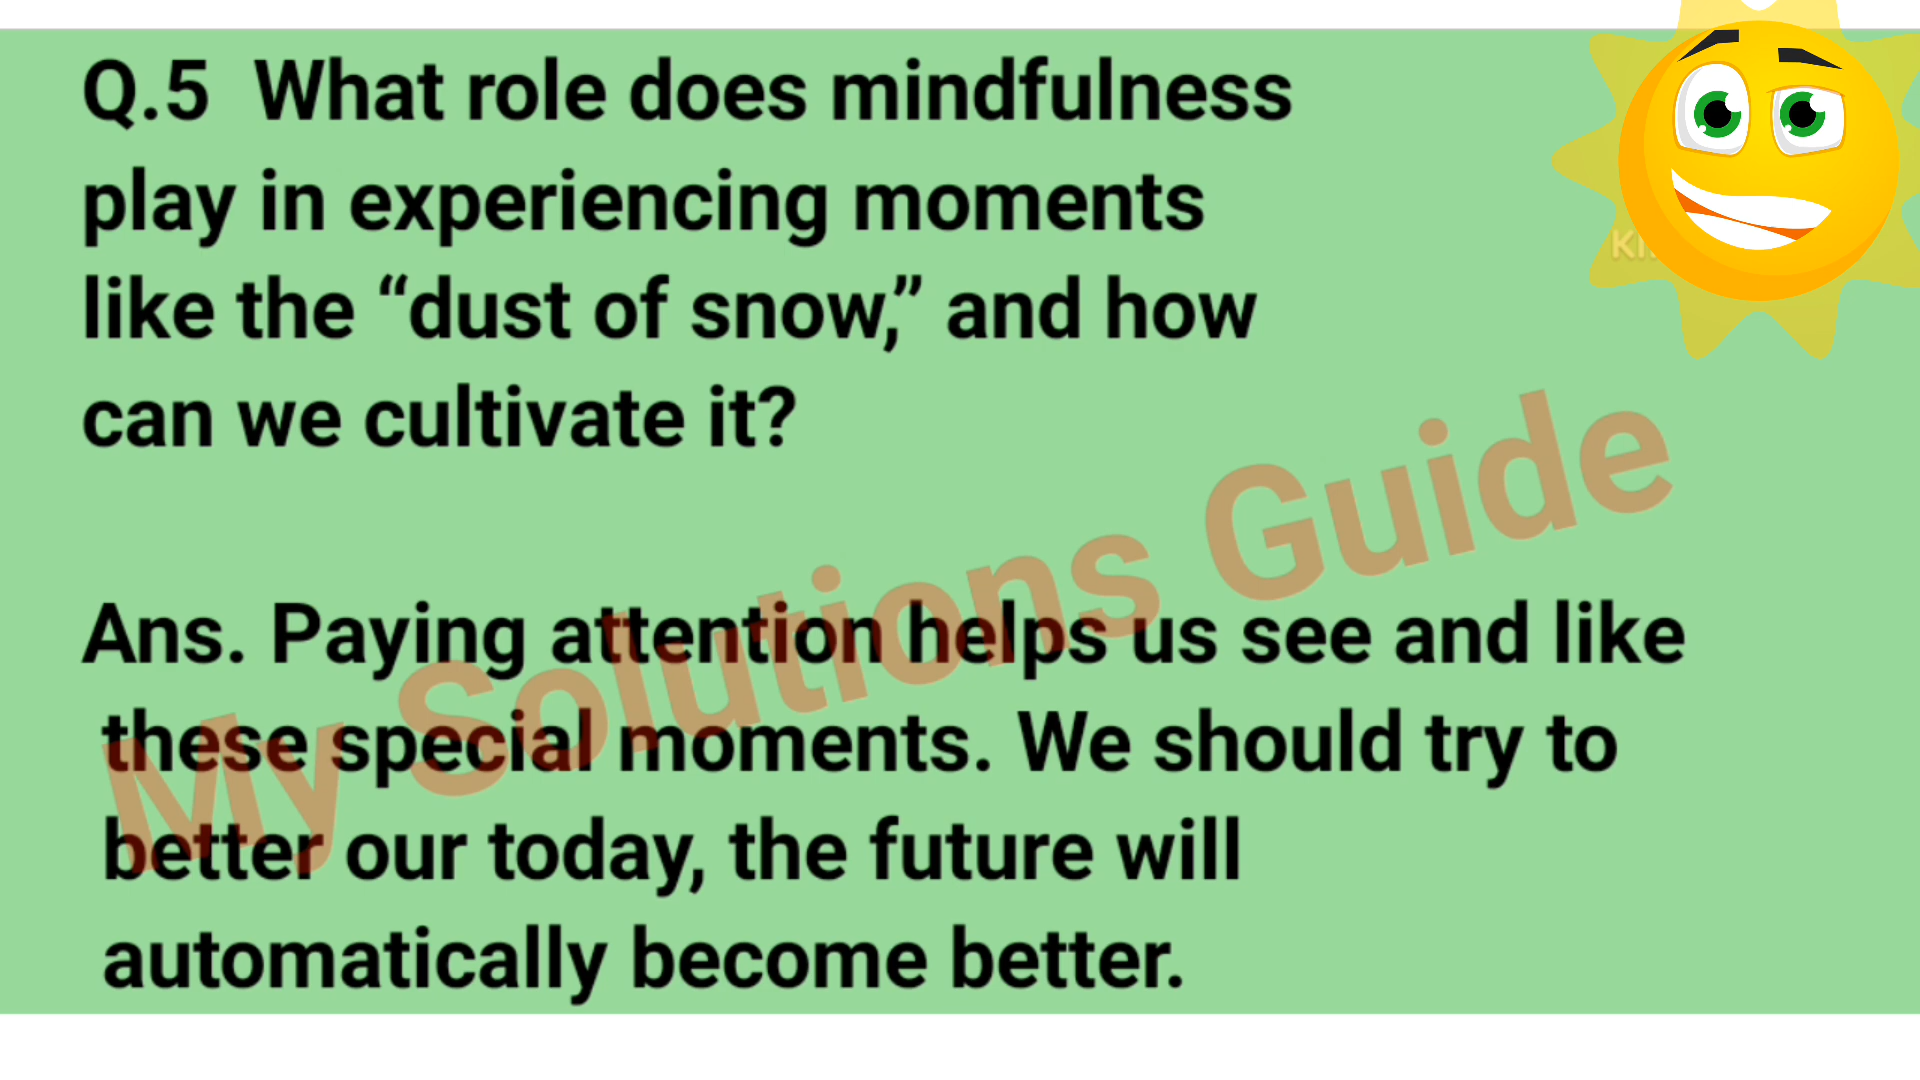 Q.5 What role does mindfulness
play in experiencing moments
like the “dust of snow,” and how
can we cultivate it?
Ans. Paying attention helps us see and like
these special moments. We should try to
better our today, the future will
automatically become better.
My Solutions Guide